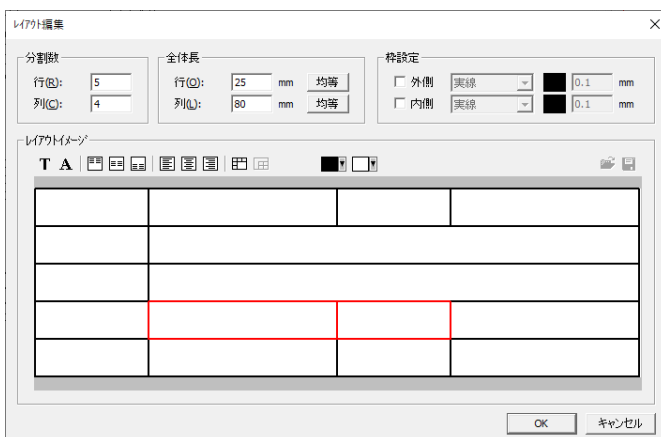 レイアウト編集
分割数
行(R): 5
列(C): 4
全体長
行(O): 25 mm 均等
列(L): 80 mm 均等
枠設定
外側 実線 0.1 mm
内側 実線 0.1 mm
レイアウトイメージ
T A
OK キャンセル